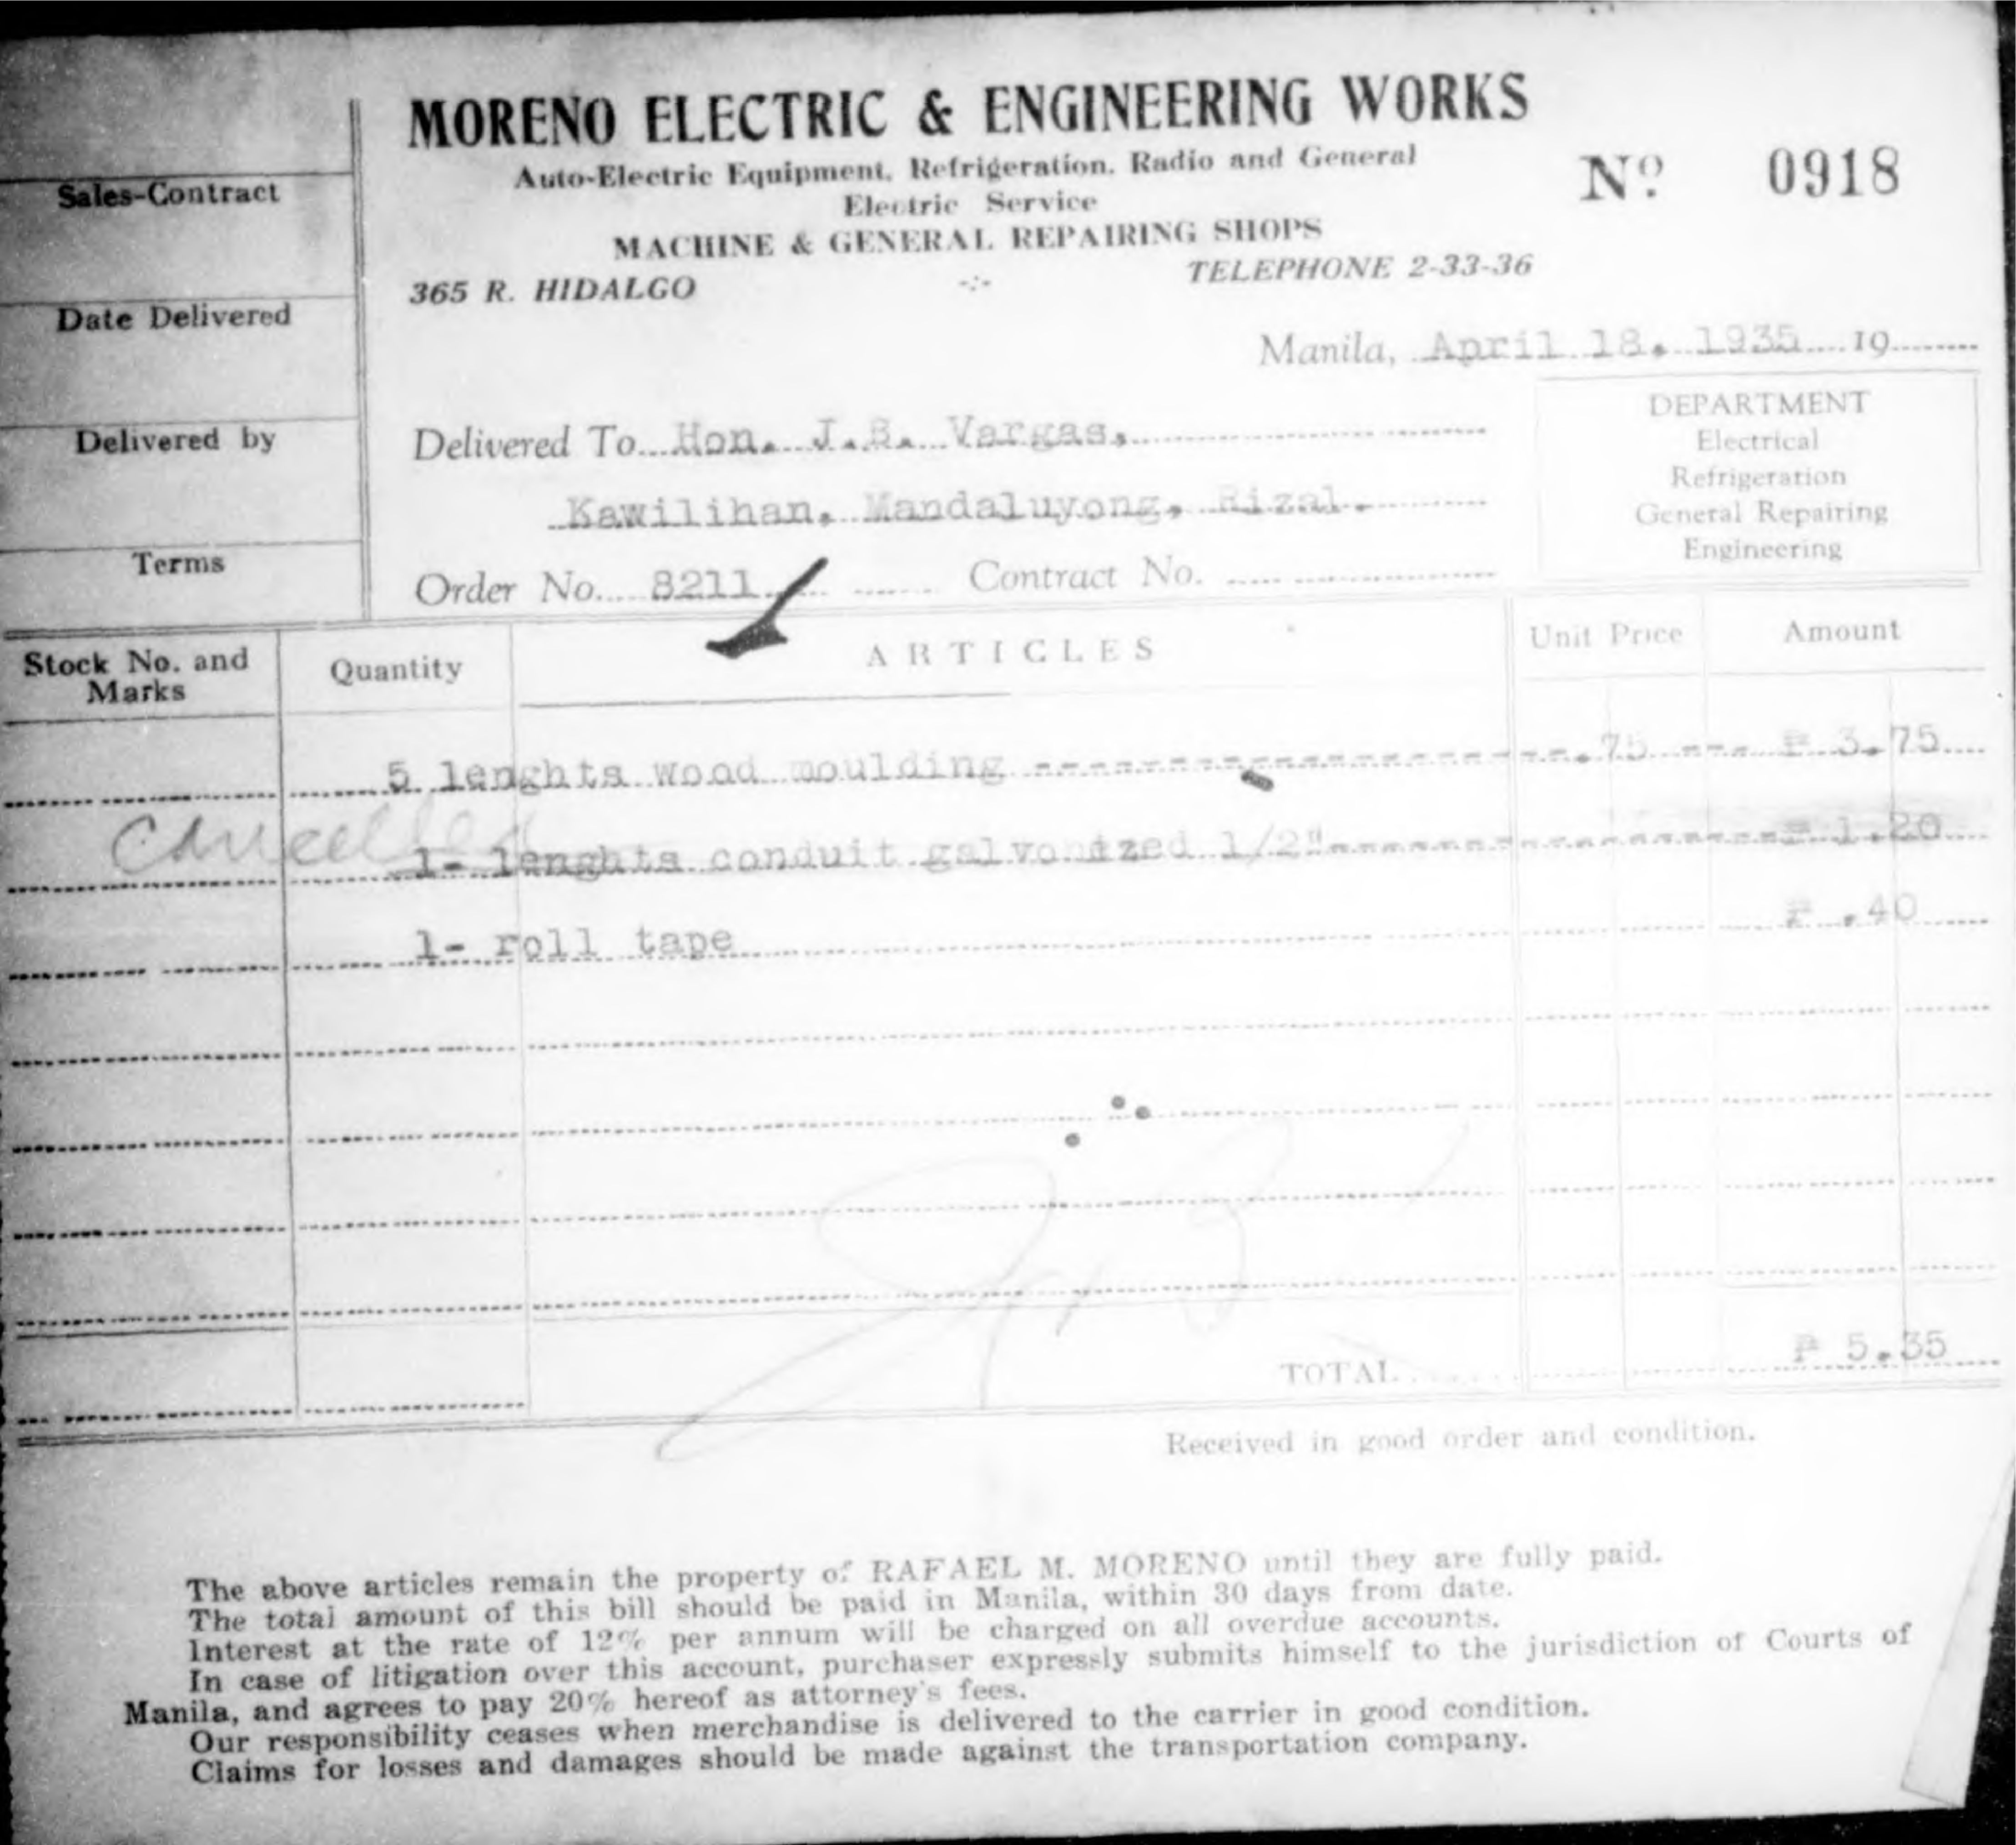 MORENO ELECTRIC & ENGINEERING WORKS
Auto-Electric Equipment, Refrigeration, Radio and General
Electric Service
MACHINE & GENERAL REPAIRING SHOPS
365 R. HIDALGO -:- TELEPHONE 2-33-36
Nº 0918
Sales-Contract
Date Delivered
Delivered by
Terms
Manila, April 18, 1935 19
Delivered To Hon. J.B. Vargas,
Kawilihan, Mandaluyong, Rizal.
Order No. 8211 Contract No.
DEPARTMENT
Electrical
Refrigeration
General Repairing
Engineering
Stock No. and Marks Quantity ARTICLES Unit Price Amount
5 lenghts wood moulding .75 ₱ 3.75
Cancelled 1- lenghts conduit galvonized 1/2" ₱ 1.20
1- roll tape ₱ .40
TOTAL ₱ 5.35
Received in good order and condition.
The above articles remain the property of RAFAEL M. MORENO until they are fully paid.
The total amount of this bill should be paid in Manila, within 30 days from date.
Interest at the rate of 12% per annum will be charged on all overdue accounts.
In case of litigation over this account, purchaser expressly submits himself to the jurisdiction of Courts of
Manila, and agrees to pay 20% hereof as attorney's fees.
Our responsibility ceases when merchandise is delivered to the carrier in good condition.
Claims for losses and damages should be made against the transportation company.